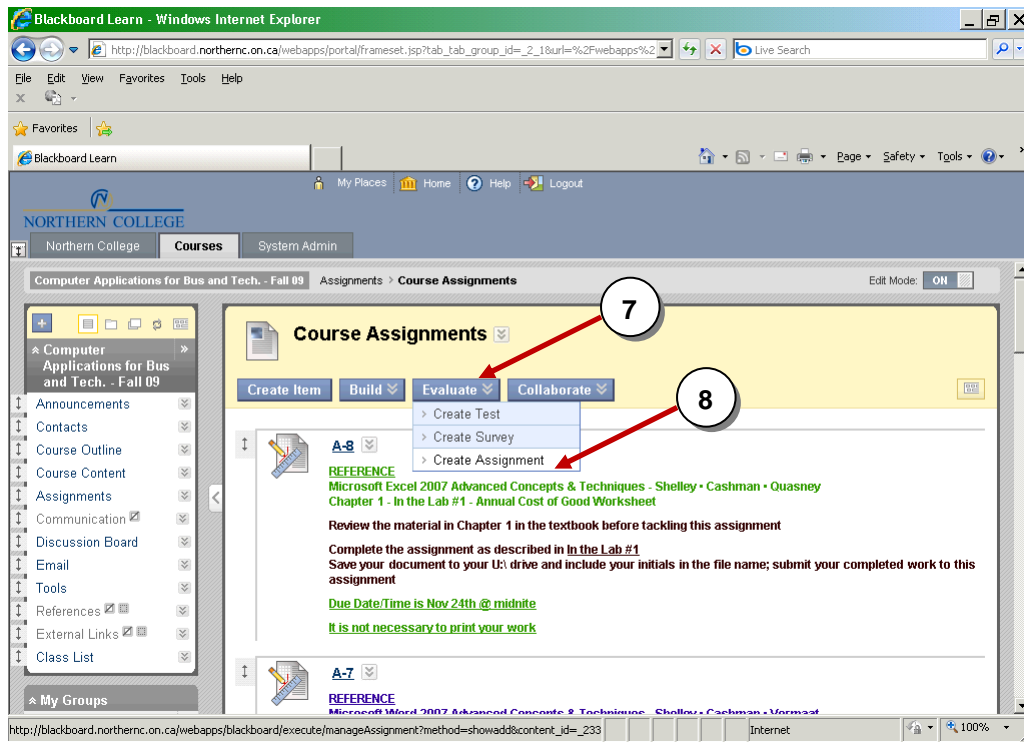 Blackboard Learn - Windows Internet Explorer
http://blackboard.northernc.on.ca/webapps/portal/frameset.jsp?tab_tab_group_id=_2_1&url=%2Fwebapps%2
Live Search
File Edit View Favorites Tools Help
x
Favorites
Blackboard Learn
Page Safety Tools
My Places Home Help Logout
NORTHERN COLLEGE
Northern College Courses System Admin
Computer Applications for Bus and Tech. - Fall 09 Assignments > Course Assignments Edit Mode: ON
7
Course Assignments
Computer Applications for Bus and Tech. - Fall 09
Create Item Build Evaluate Collaborate
8
> Create Test
> Create Survey
> Create Assignment
Announcements
Contacts
Course Outline
Course Content
Assignments
Communication
Discussion Board
Email
Tools
References
External Links
Class List
My Groups
A-8
REFERENCE
Microsoft Excel 2007 Advanced Concepts & Techniques - Shelley • Cashman • Quasney
Chapter 1 - In the Lab #1 - Annual Cost of Good Worksheet
Review the material in Chapter 1 in the textbook before tackling this assignment
Complete the assignment as described in In the Lab #1
Save your document to your U:\ drive and include your initials in the file name; submit your completed work to this
assignment
Due Date/Time is Nov 24th @ midnite
It is not necessary to print your work
A-7
REFERENCE
Microsoft Word 2007 Advanced Concepts & Techniques - Shelley - Cashman - Vermaat
http://blackboard.northernc.on.ca/webapps/blackboard/execute/manageAssignment?method=showadd&content_id=_233
Internet
100%